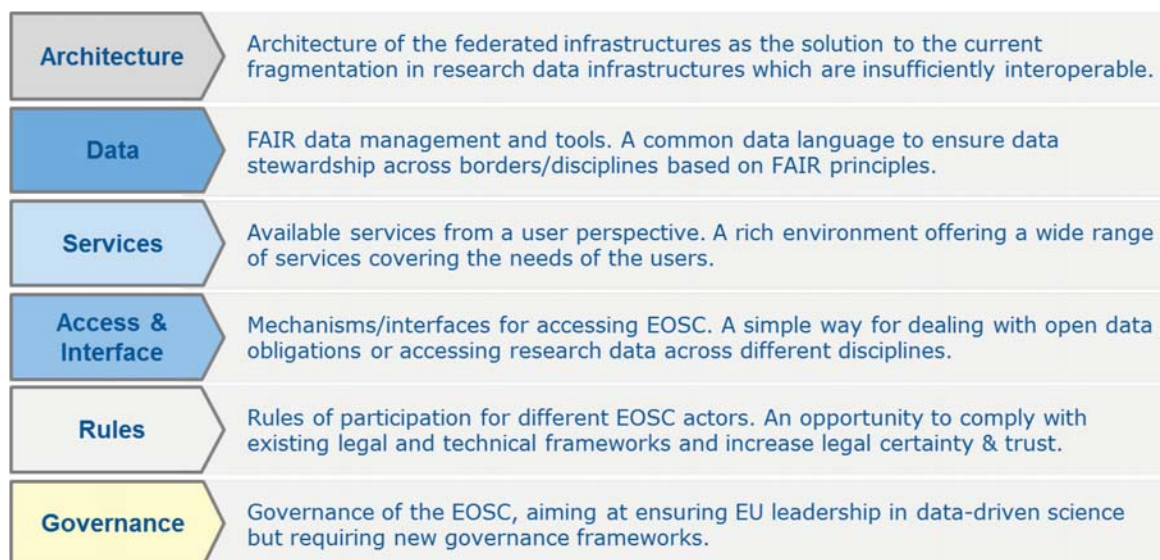 Architecture
Architecture of the federated infrastructures as the solution to the current
fragmentation in research data infrastructures which are insufficiently interoperable.
Data
FAIR data management and tools. A common data language to ensure data
stewardship across borders/disciplines based on FAIR principles.
Services
Available services from a user perspective. A rich environment offering a wide range
of services covering the needs of the users.
Access &
Interface
Mechanisms/interfaces for accessing EOSC. A simple way for dealing with open data
obligations or accessing research data across different disciplines.
Rules
Rules of participation for different EOSC actors. An opportunity to comply with
existing legal and technical frameworks and increase legal certainty & trust.
Governance
Governance of the EOSC, aiming at ensuring EU leadership in data-driven science
but requiring new governance frameworks.